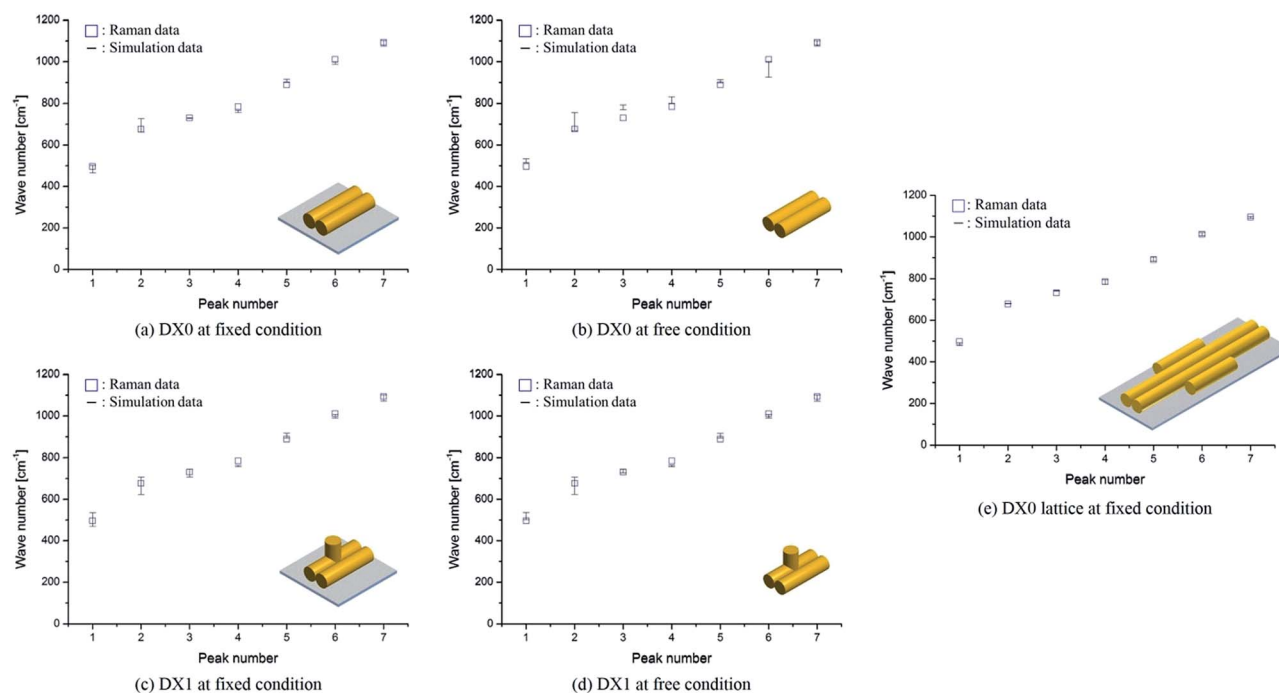 1200
□ : Raman data
– : Simulation data
1000
800
600
400
200
0
Wave number [cm⁻¹]
1 2 3 4 5 6 7
Peak number
(a) DX0 at fixed condition
1200
□ : Raman data
– : Simulation data
1000
800
600
400
200
0
Wave number [cm⁻¹]
1 2 3 4 5 6 7
Peak number
(b) DX0 at free condition
1200
□ : Raman data
– : Simulation data
1000
800
600
400
200
0
Wave number [cm⁻¹]
1 2 3 4 5 6 7
Peak number
(c) DX1 at fixed condition
1200
□ : Raman data
– : Simulation data
1000
800
600
400
200
0
Wave number [cm⁻¹]
1 2 3 4 5 6 7
Peak number
(d) DX1 at free condition
1200
□ : Raman data
– : Simulation data
1000
800
600
400
200
0
Wave number [cm⁻¹]
1 2 3 4 5 6 7
Peak number
(e) DX0 lattice at fixed condition